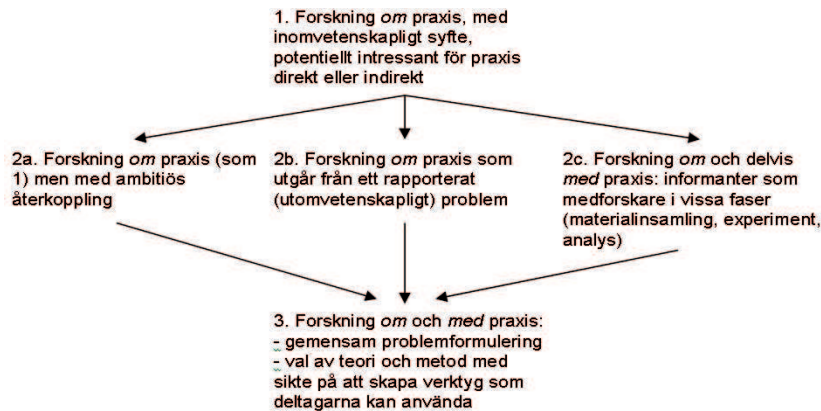 1. Forskning om praxis, med
inomvetenskapligt syfte,
potentiellt intressant för praxis
direkt eller indirekt
2a. Forskning om praxis (som
1) men med ambitiös
återkoppling
2b. Forskning om praxis som
utgår från ett rapporterat
(utomvetenskapligt) problem
2c. Forskning om och delvis
med praxis: informanter som
medforskare i vissa faser
(materialinsamling, experiment,
analys)
3. Forskning om och med praxis:
- gemensam problemformulering
- val av teori och metod med
sikte på att skapa verktyg som
deltagarna kan använda